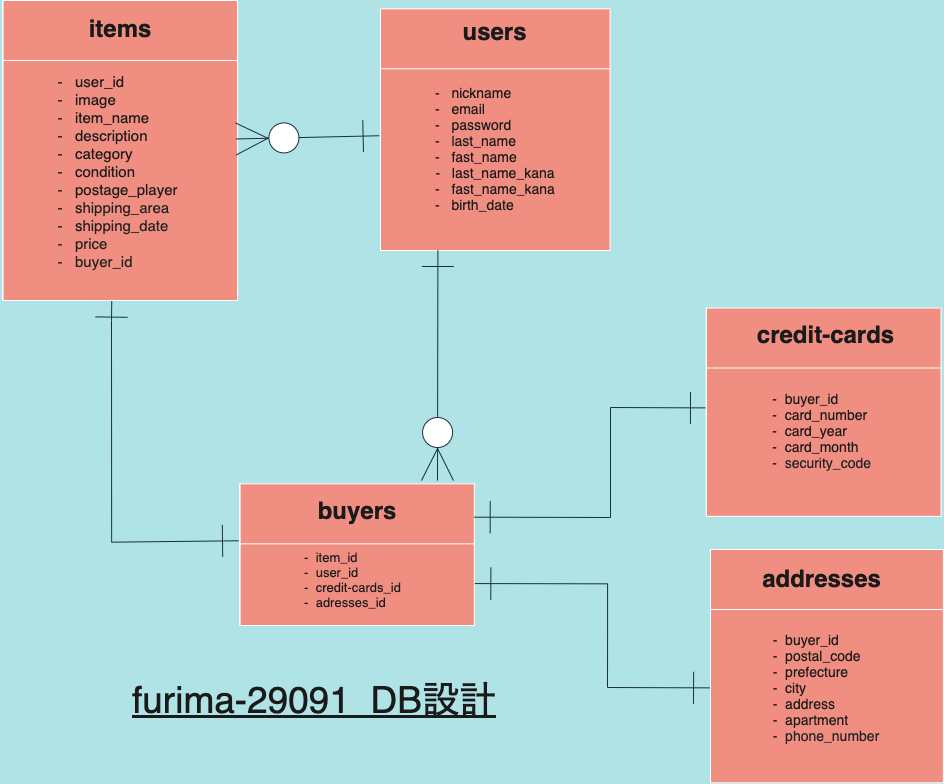 items
- user_id
- image
- item_name
- description
- category
- condition
- postage_player
- shipping_area
- shipping_date
- price
- buyer_id
users
- nickname
- email
- password
- last_name
- fast_name
- last_name_kana
- fast_name_kana
- birth_date
credit-cards
- buyer_id
- card_number
- card_year
- card_month
- security_code
buyers
- item_id
- user_id
- credit-cards_id
- adresses_id
addresses
- buyer_id
- postal_code
- prefecture
- city
- address
- apartment
- phone_number
furima-29091 DB設計